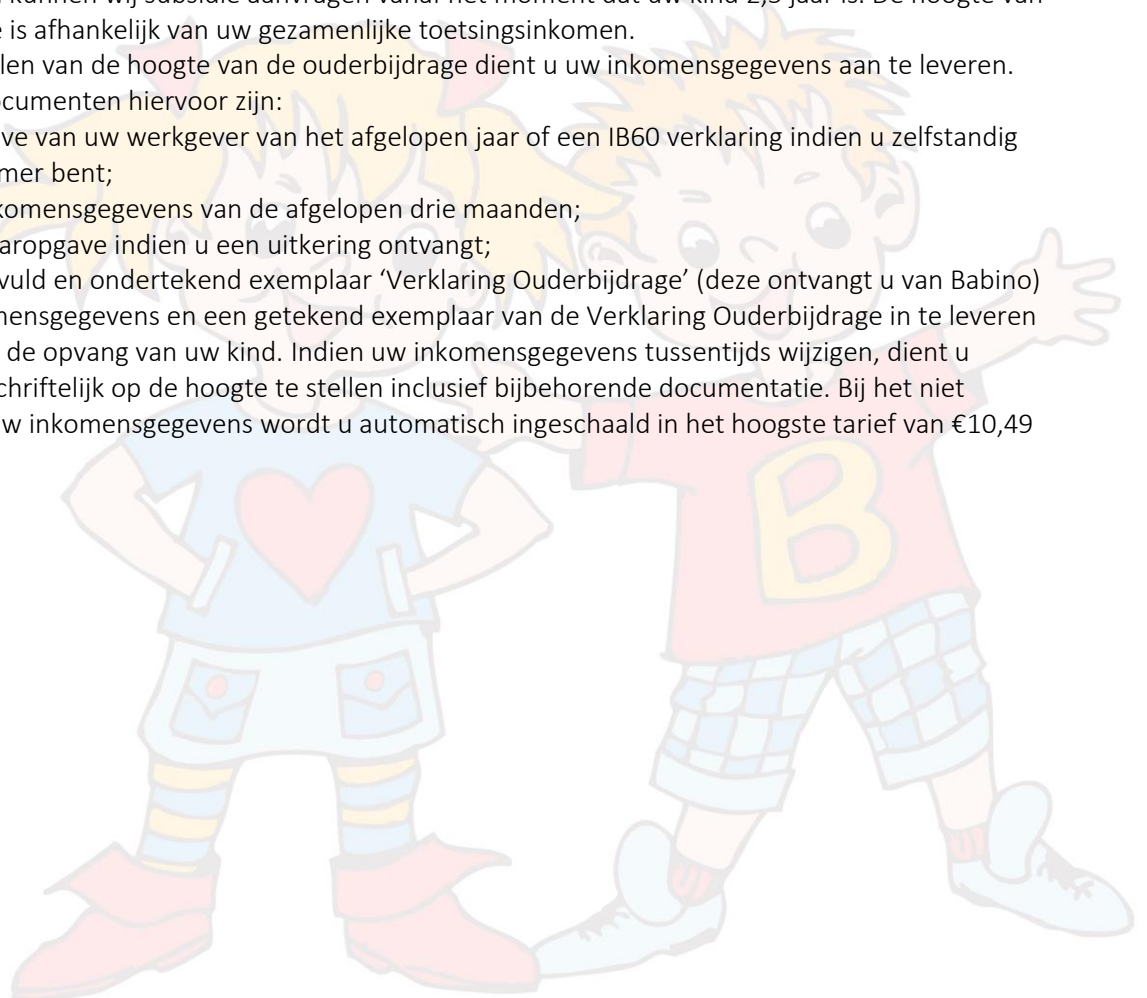 kunnen wij subsidie aanvragen vanaf het moment dat uw kind 2,5 jaar is. De hoogte van
e is afhankelijk van uw gezamenlijke toetsingsinkomen.
len van de hoogte van de ouderbijdrage dient u uw inkomensgegevens aan te leveren.
ocumenten hiervoor zijn:
ve van uw werkgever van het afgelopen jaar of een IB60 verklaring indien u zelfstandig
mer bent;
komensgegevens van de afgelopen drie maanden;
aropgave indien u een uitkering ontvangt;
vuld en ondertekend exemplaar ‘Verklaring Ouderbijdrage’ (deze ontvangt u van Babino)
mensgegevens en een getekend exemplaar van de Verklaring Ouderbijdrage in te leveren
de opvang van uw kind. Indien uw inkomensgegevens tussentijds wijzigen, dient u
chriftelijk op de hoogte te stellen inclusief bijbehorende documentatie. Bij het niet
w inkomensgegevens wordt u automatisch ingeschaald in het hoogste tarief van €10,49
B